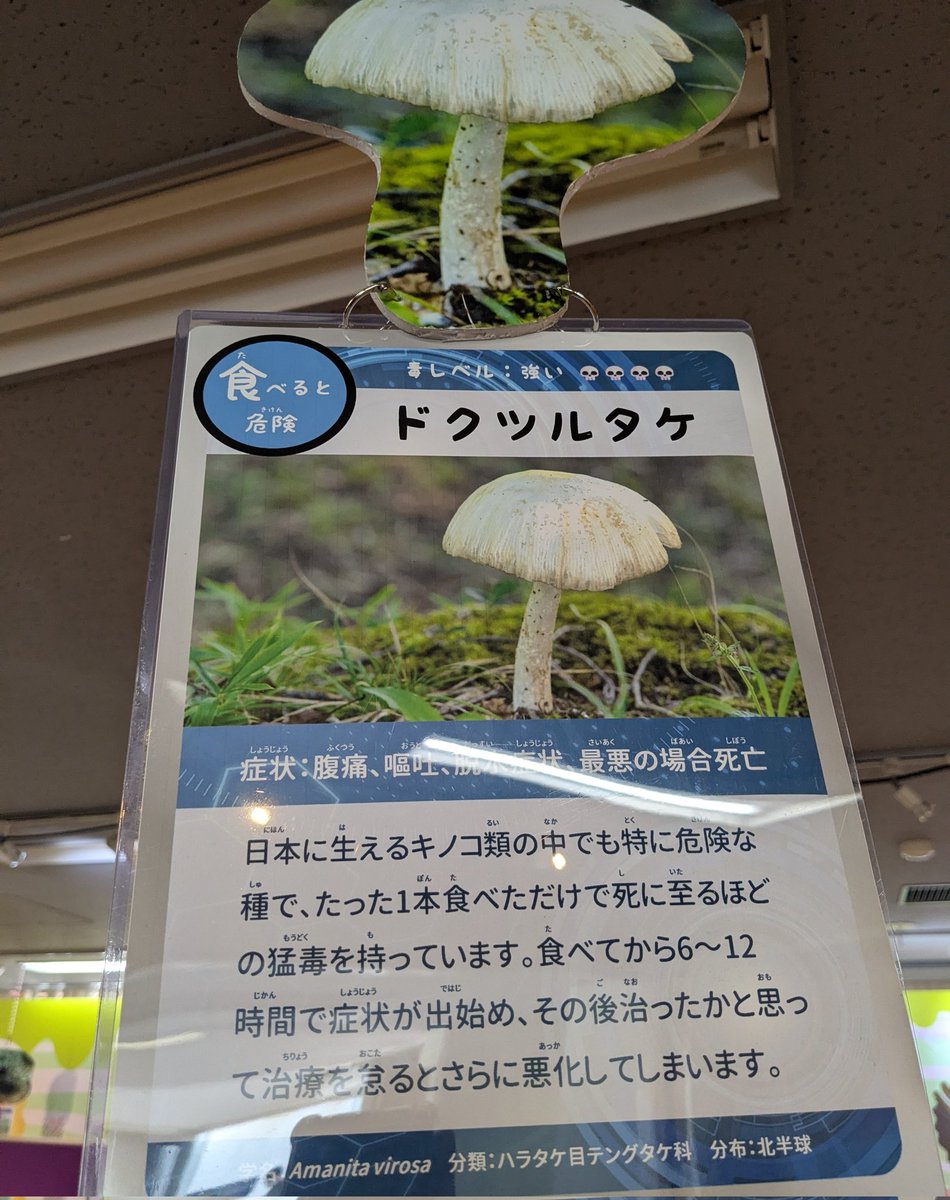 食べると
危険
毒レベル：強い
ドクツルタケ
症状：腹痛、嘔吐、脱水症状、最悪の場合死亡
日本に生えるキノコ類の中でも特に危険な
種で、たった1本食べただけで死に至るほど
の猛毒を持っています。食べてから6〜12
時間で症状が出始め、その後治ったかと思っ
て治療を怠るとさらに悪化してしまいます。
学名：Amanita virosa 分類：ハラタケ目テングタケ科 分布：北半球